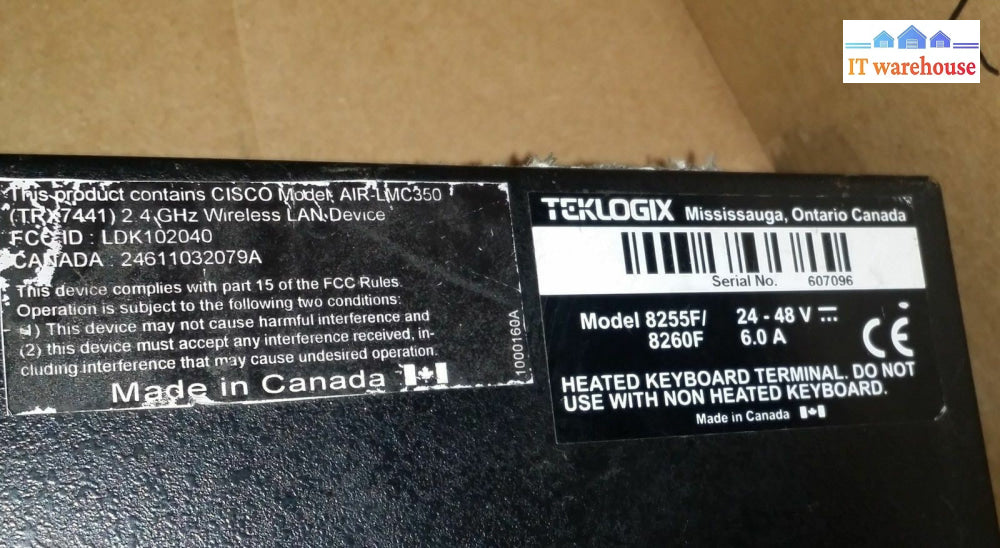 IT warehouse
This product contains CISCO Model AIR-LMC350
(TRX7441) 2.4 GHz Wireless LAN Device
FCC ID : LDK102040
CANADA : 24611032079A
This device complies with part 15 of the FCC Rules.
Operation is subject to the following two conditions:
1) This device may not cause harmful interference and
(2) this device must accept any interference received, in-
cluding interference that may cause undesired operation.
Made in Canada
1000160A
TEKLOGIX Mississauga, Ontario Canada
Serial No. 607096
Model 8255F/ 24 - 48 V
8260F 6.0 A
CE
HEATED KEYBOARD TERMINAL. DO NOT
USE WITH NON HEATED KEYBOARD.
Made in Canada